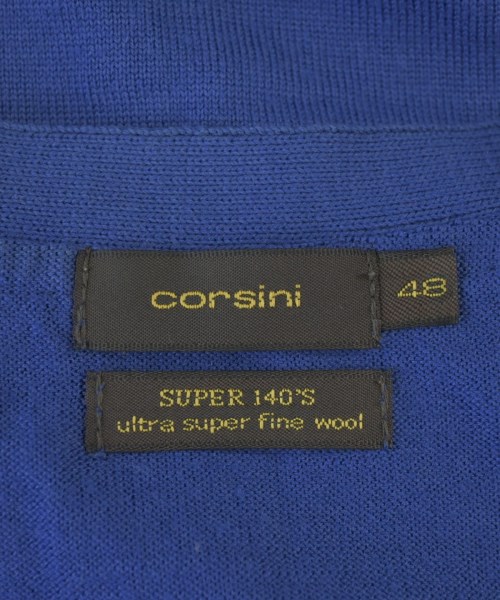 corsini
48
SUPER 140'S
ultra super fine wool